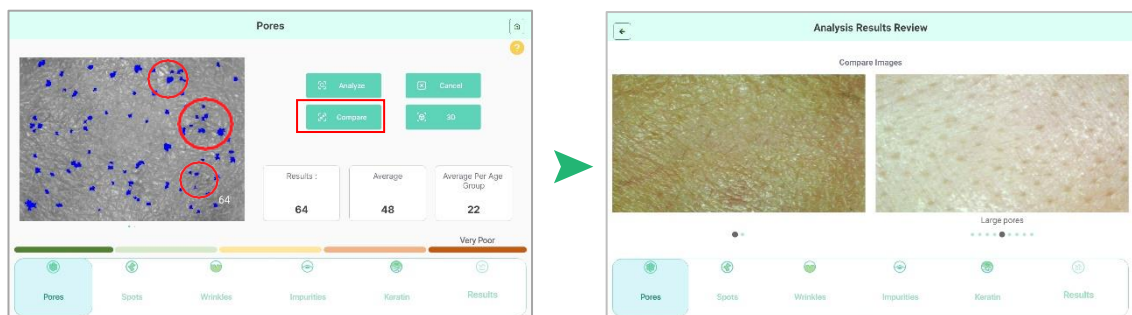 Pores
?
Analyze
Cancel
Compare
3D
64
Results :
64
Average
48
Average Per Age
Group
22
Very Poor
Pores
Spots
Wrinkles
Impurities
Keratin
Results
Analysis Results Review
Compare Images
Large pores
Pores
Spots
Wrinkles
Impurities
Keratin
Results